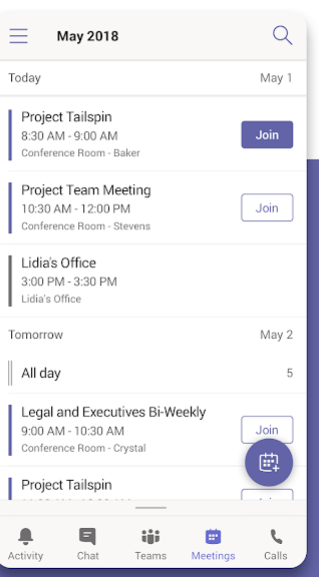 May 2018
Today May 1
Project Tailspin
8:30 AM - 9:00 AM
Conference Room - Baker
Join
Project Team Meeting
10:30 AM - 12:00 PM
Conference Room - Stevens
Join
Lidia's Office
3:00 PM - 3:30 PM
Lidia's Office
Tomorrow May 2
All day 5
Legal and Executives Bi-Weekly
9:00 AM - 10:30 AM
Conference Room - Crystal
Join
Project Tailspin
Activity Chat Teams Meetings Calls